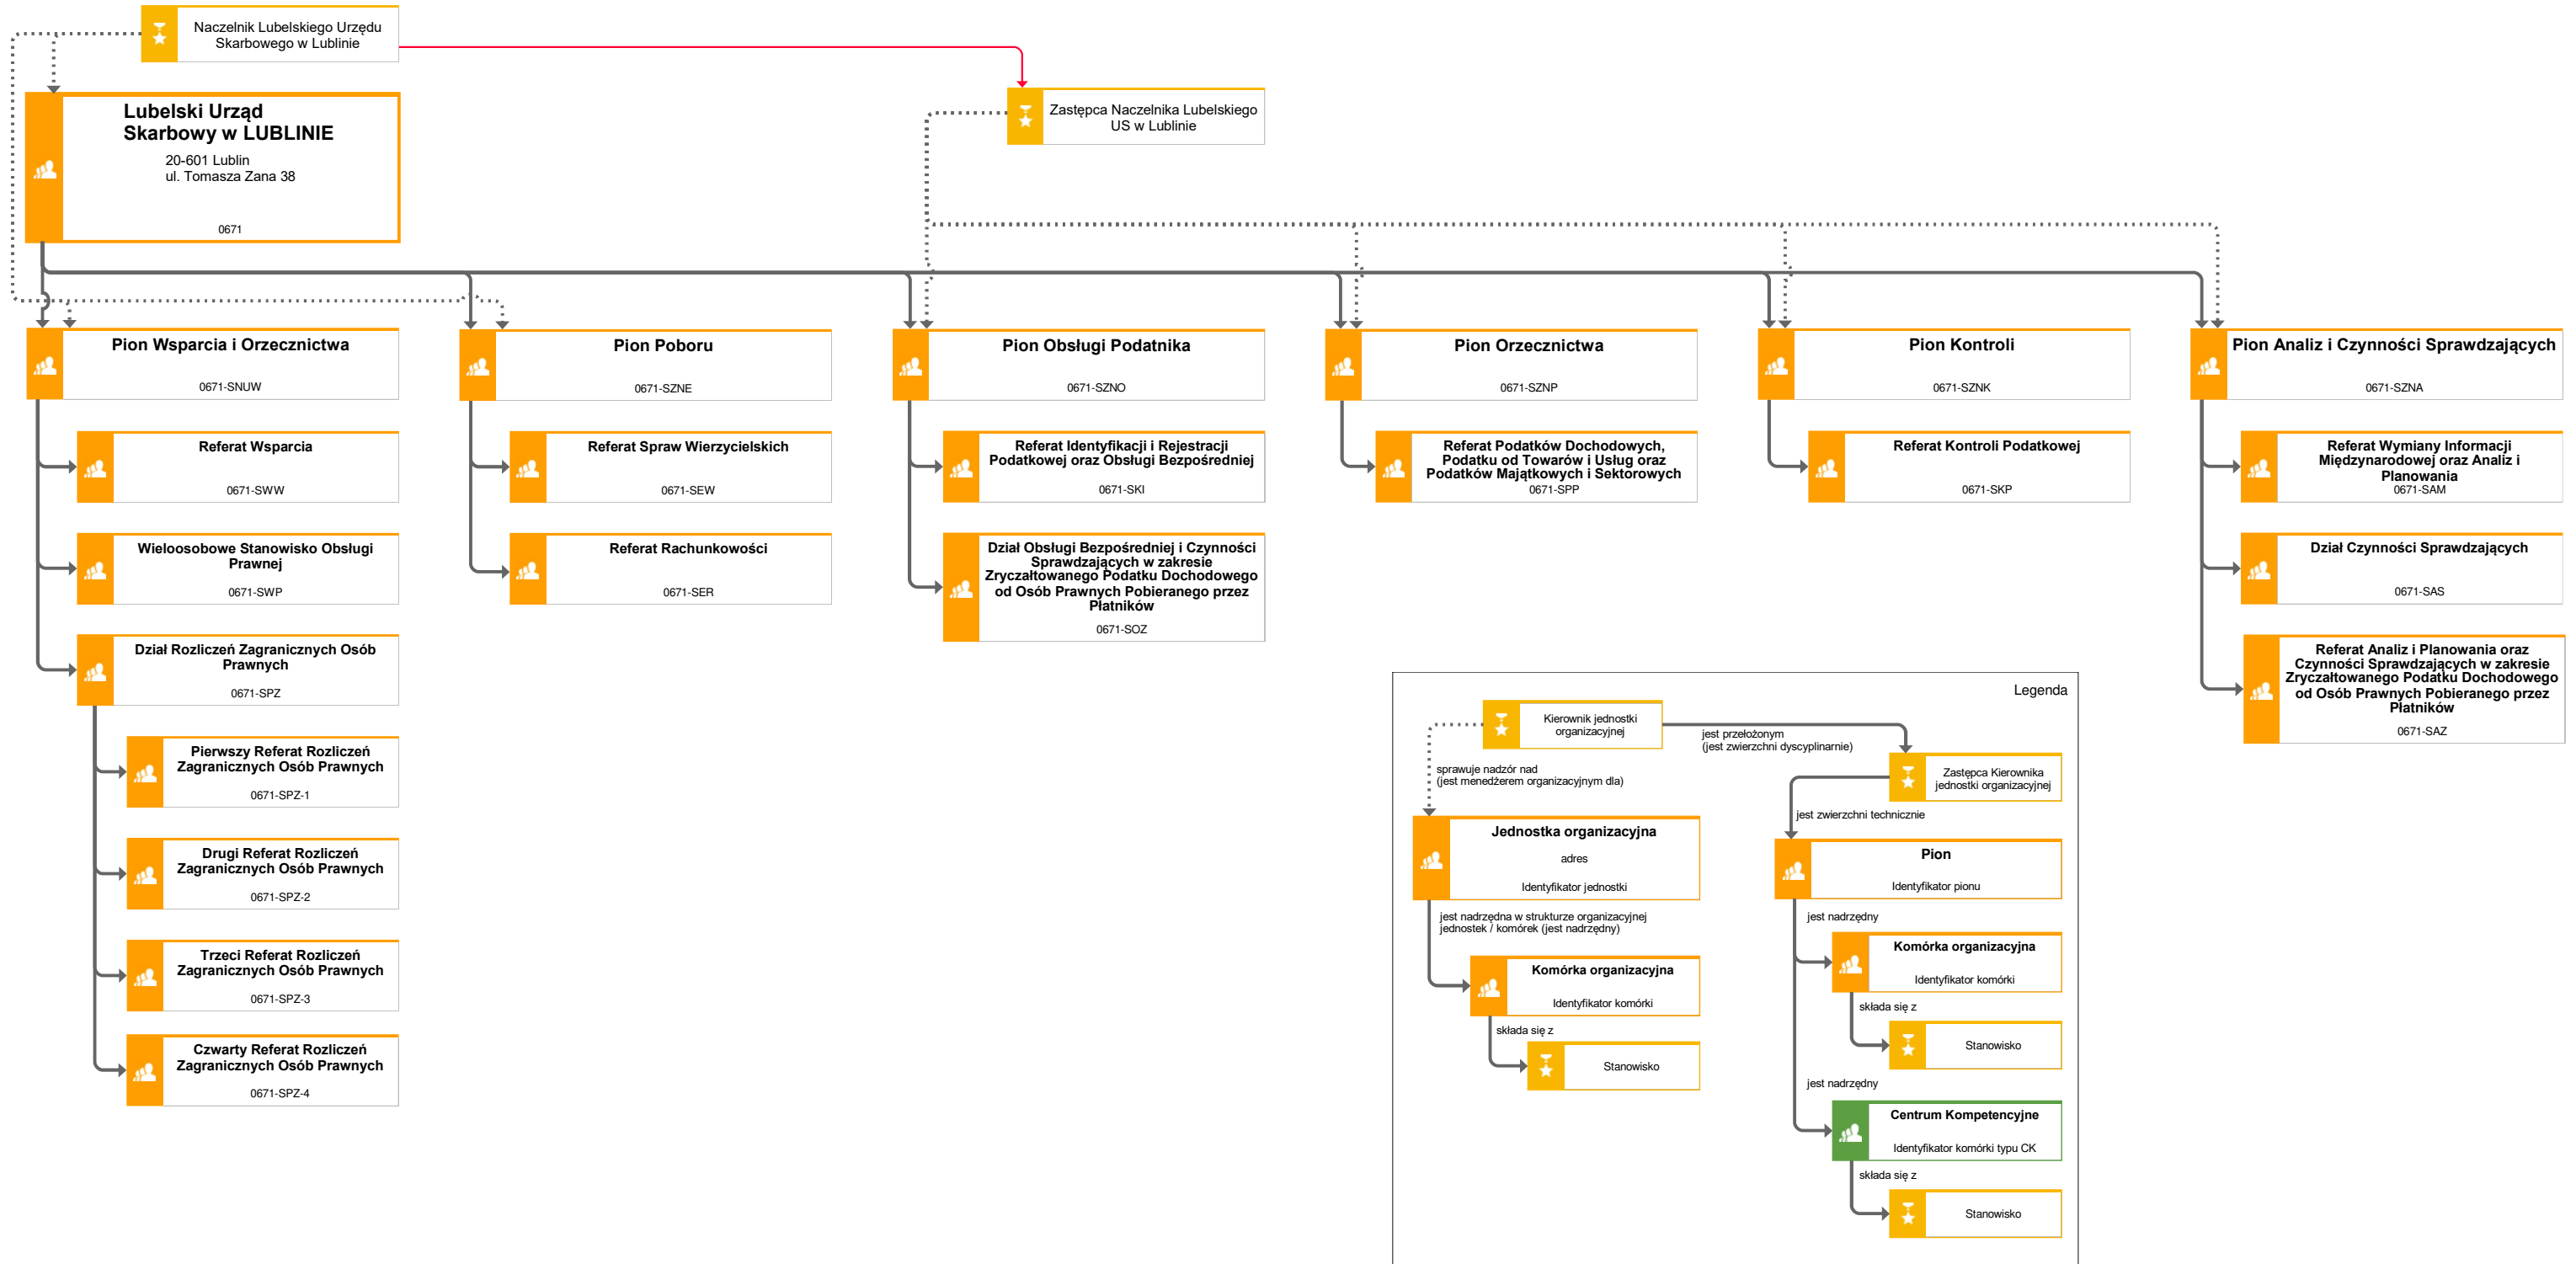 Naczelnik Lubelskiego Urzędu
Skarbowego w Lublinie
Zastępca Naczelnika Lubelskiego
US w Lublinie
Lubelski Urząd
Skarbowy w LUBLINIE
20-601 Lublin
ul. Tomasza Zana 38
0671
Pion Wsparcia i Orzecznictwa
0671-SNUW
Referat Wsparcia
0671-SWW
Wieloosobowe Stanowisko Obsługi
Prawnej
0671-SWP
Dział Rozliczeń Zagranicznych Osób
Prawnych
0671-SPZ
Pierwszy Referat Rozliczeń
Zagranicznych Osób Prawnych
0671-SPZ-1
Drugi Referat Rozliczeń
Zagranicznych Osób Prawnych
0671-SPZ-2
Trzeci Referat Rozliczeń
Zagranicznych Osób Prawnych
0671-SPZ-3
Czwarty Referat Rozliczeń
Zagranicznych Osób Prawnych
0671-SPZ-4
Pion Poboru
0671-SZNE
Referat Spraw Wierzycielskich
0671-SEW
Referat Rachunkowości
0671-SER
Pion Obsługi Podatnika
0671-SZNO
Referat Identyfikacji i Rejestracji
Podatkowej oraz Obsługi Bezpośredniej
0671-SKI
Dział Obsługi Bezpośredniej i Czynności
Sprawdzających w zakresie
Zryczałtowanego Podatku Dochodowego
od Osób Prawnych Pobieranego przez
Płatników
0671-SOZ
Pion Orzecznictwa
0671-SZNP
Referat Podatków Dochodowych,
Podatku od Towarów i Usług oraz
Podatków Majątkowych i Sektorowych
0671-SPP
Pion Kontroli
0671-SZNK
Referat Kontroli Podatkowej
0671-SKP
Pion Analiz i Czynności Sprawdzających
0671-SZNA
Referat Wymiany Informacji
Międzynarodowej oraz Analiz i
Planowania
0671-SAM
Dział Czynności Sprawdzających
0671-SAS
Referat Analiz i Planowania oraz
Czynności Sprawdzających w zakresie
Zryczałtowanego Podatku Dochodowego
od Osób Prawnych Pobieranego przez
Płatników
0671-SAZ
Legenda
Kierownik jednostki
organizacyjnej
jest przełożonym
(jest zwierzchni dyscyplinarnie)
sprawuje nadzór nad
(jest menedżerem organizacyjnym dla)
Zastępca Kierownika
jednostki organizacyjnej
jest zwierzchni technicznie
Jednostka organizacyjna
adres
Identyfikator jednostki
jest nadrzędna w strukturze organizacyjnej
jednostek / komórek (jest nadrzędny)
Komórka organizacyjna
Identyfikator komórki
składa się z
Stanowisko
Pion
Identyfikator pionu
jest nadrzędny
Komórka organizacyjna
Identyfikator komórki
składa się z
Stanowisko
jest nadrzędny
Centrum Kompetencyjne
Identyfikator komórki typu CK
składa się z
Stanowisko